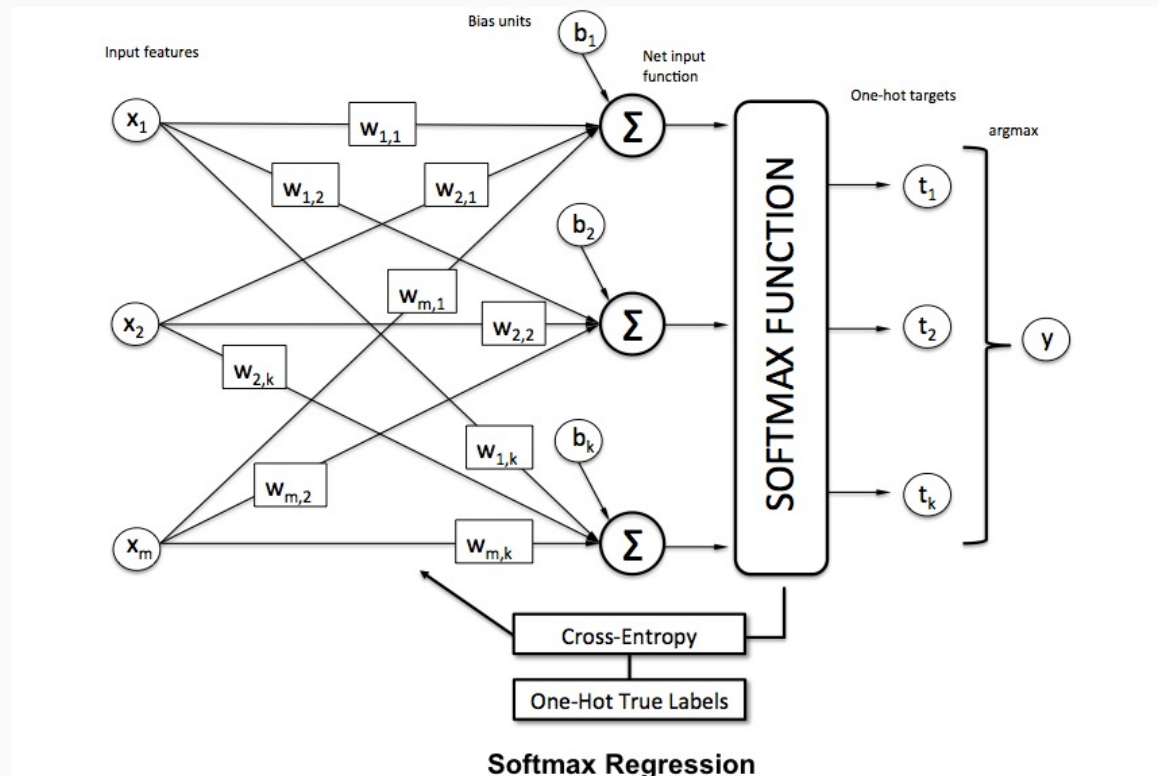 Bias units
b1
Input features
Net input
function
One-hot targets
argmax
x1
w1,1
Σ
w1,2
w2,1
t1
b2
wm,1
x2
w2,2
Σ
t2
y
w2,k
SOFTMAX FUNCTION
bk
w1,k
wm,2
tk
xm
wm,k
Σ
Cross-Entropy
One-Hot True Labels
Softmax Regression